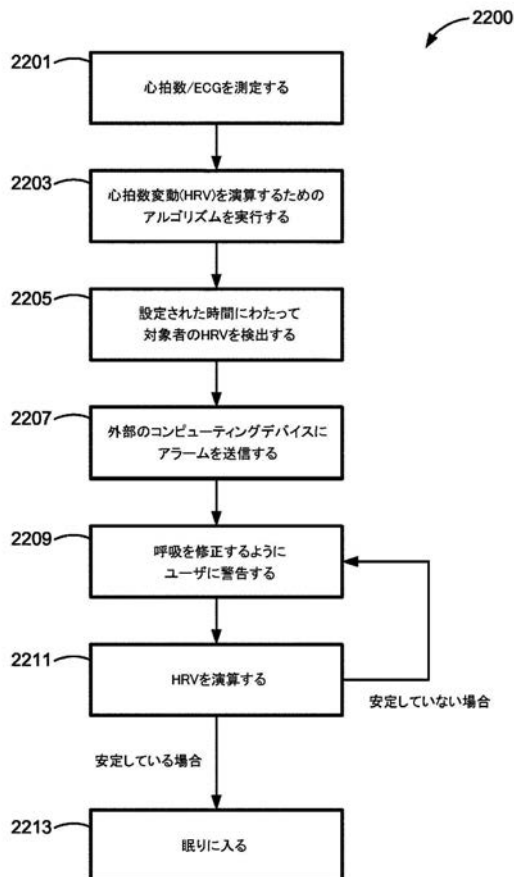 2200
2201
心拍数/ECGを測定する
2203
心拍数変動(HRV)を演算するための
アルゴリズムを実行する
2205
設定された時間にわたって
対象者のHRVを検出する
2207
外部のコンピューティングデバイスに
アラームを送信する
2209
呼吸を修正するように
ユーザに警告する
2211
HRVを演算する
安定していない場合
安定している場合
2213
眠りに入る